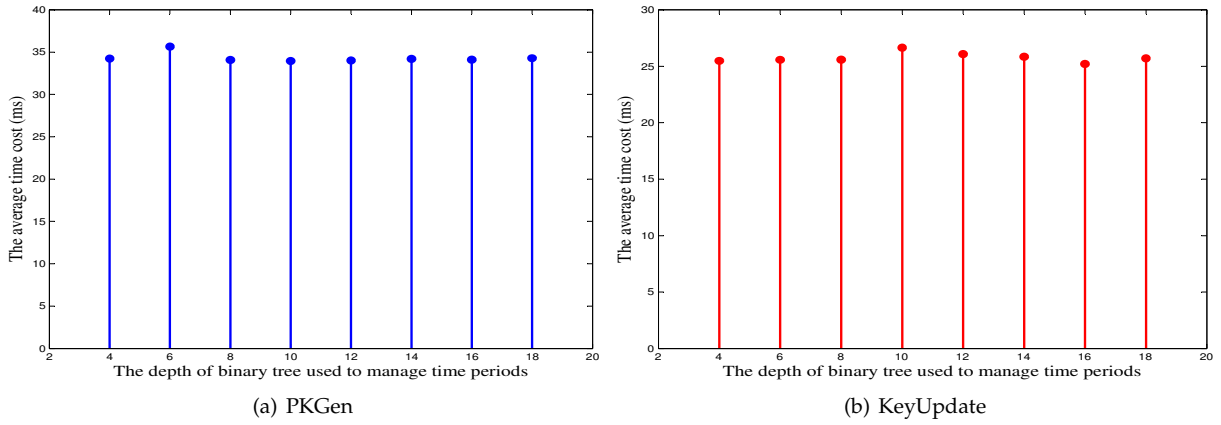 40
35
30
25
20
15
10
5
0
The average time cost (ms)
2 4 6 8 10 12 14 16 18 20
The depth of binary tree used to manage time periods
(a) PKGen
30
25
20
15
10
5
0
The average time cost (ms)
2 4 6 8 10 12 14 16 18 20
The depth of binary tree used to manage time periods
(b) KeyUpdate